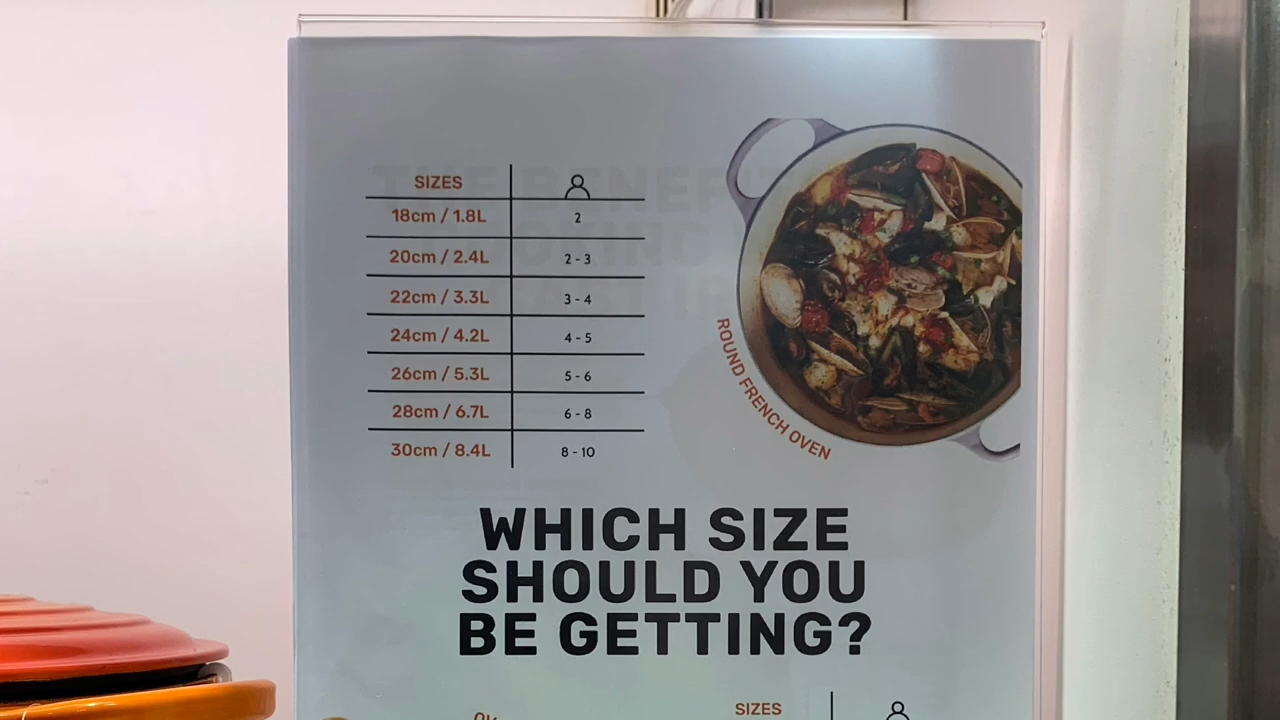 SIZES
18cm / 1.8L 2
20cm / 2.4L 2 - 3
22cm / 3.3L 3 - 4
24cm / 4.2L 4 - 5
26cm / 5.3L 5 - 6
28cm / 6.7L 6 - 8
30cm / 8.4L 8 - 10
ROUND FRENCH OVEN
WHICH SIZE
SHOULD YOU
BE GETTING?
SIZES